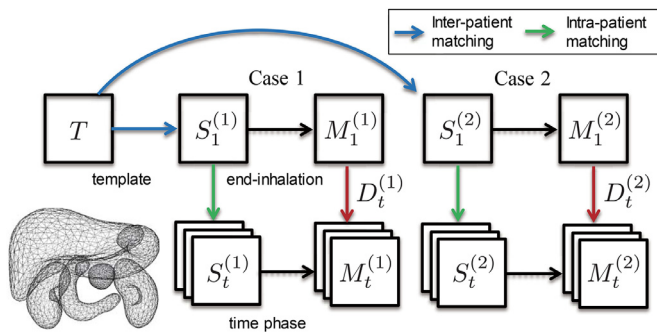 Inter-patient matching
Intra-patient matching
Case 1
Case 2
T
S_1^{(1)}
M_1^{(1)}
S_1^{(2)}
M_1^{(2)}
template
end-inhalation
D_t^{(1)}
D_t^{(2)}
S_t^{(1)}
M_t^{(1)}
S_t^{(2)}
M_t^{(2)}
time phase